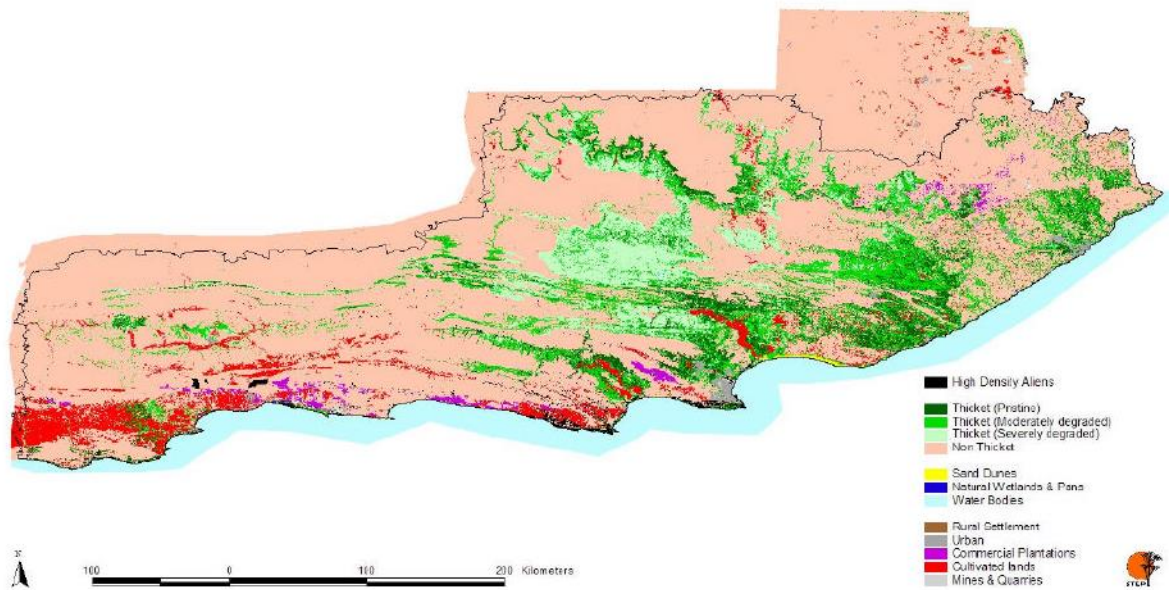 High Density Aliens
Thicket (Pristine)
Thicket (Moderately degraded)
Thicket (Severely degraded)
Non Thicket
Sand Dunes
Natural Wetlands & Pans
Water Bodies
Rural Settlement
Urban
Commercial Plantations
Cultivated lands
Mines & Quarries
N
100 0 100 200 Kilometers
STEP